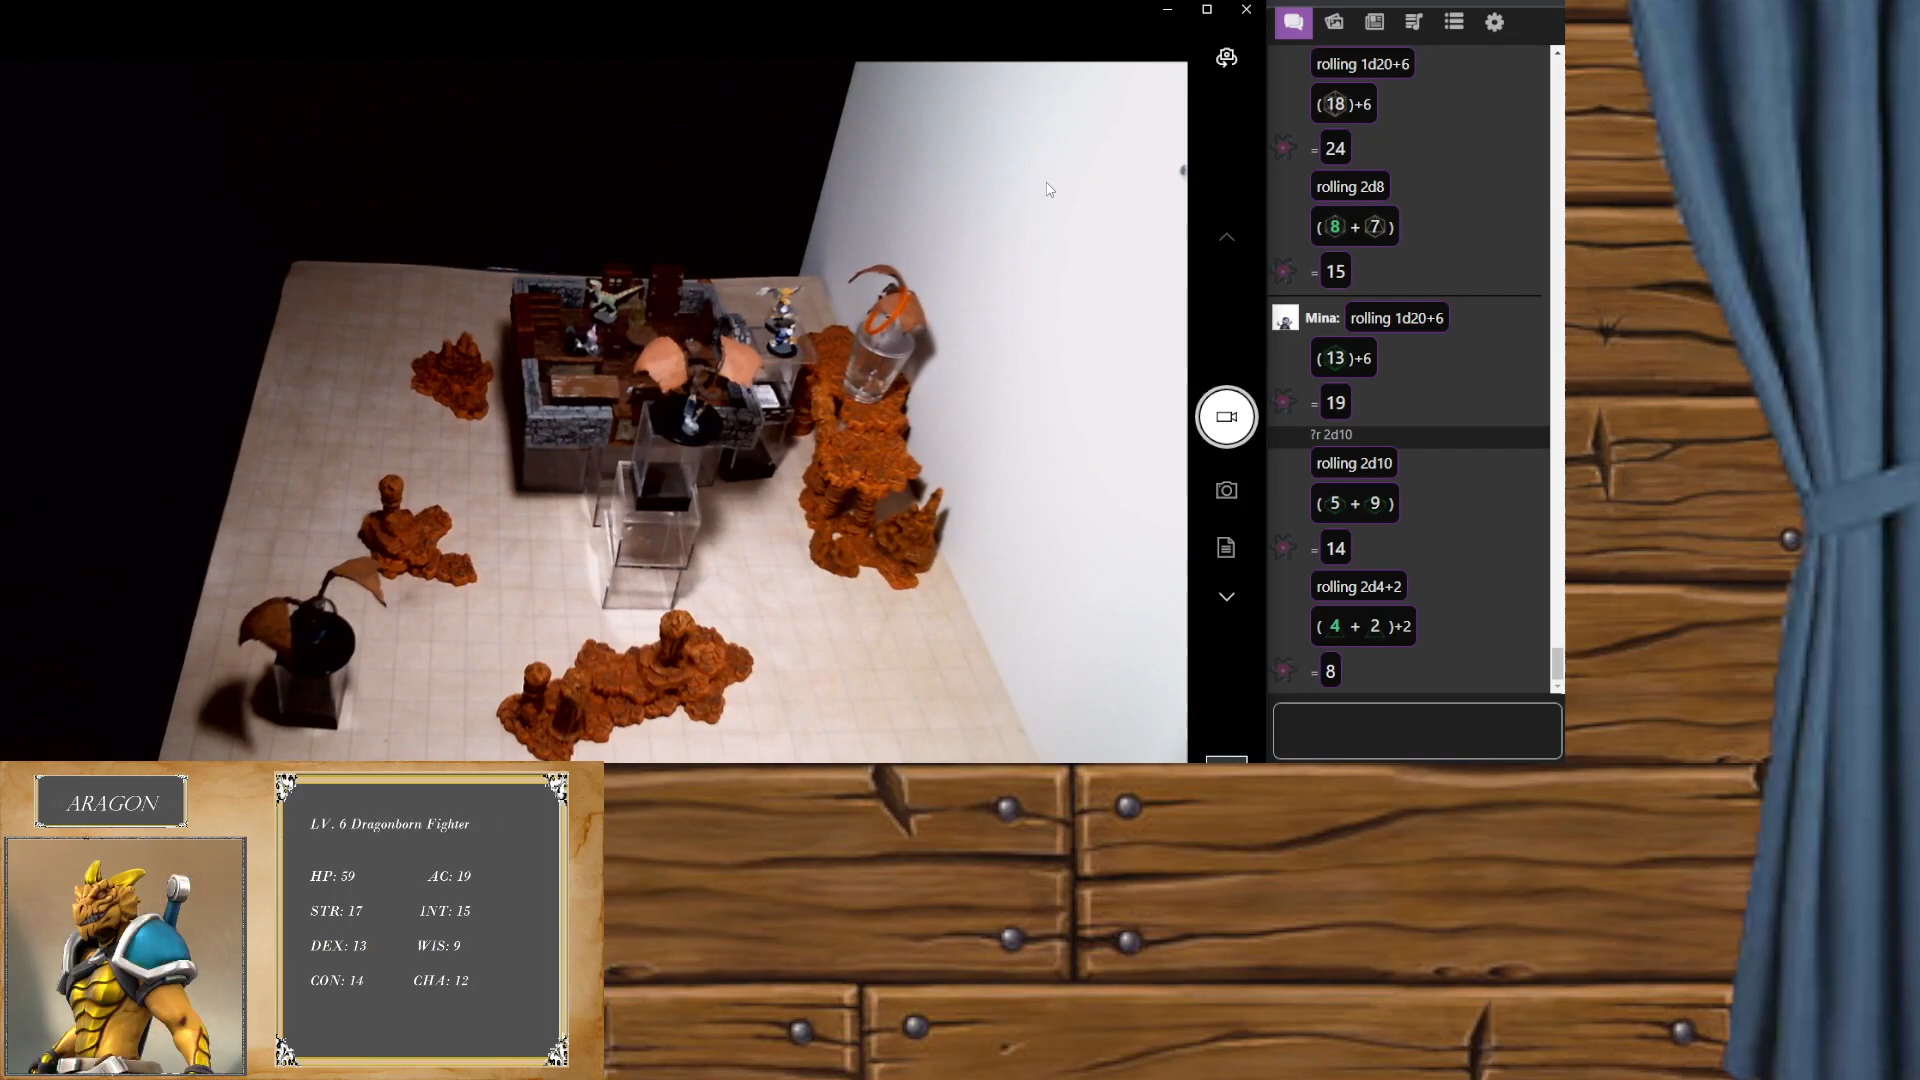 rolling 1d20+6
(18)+6
= 24
rolling 2d8
(8 + 7)
= 15
Mina: rolling 1d20+6
(13)+6
= 19
?r 2d10
rolling 2d10
(5 + 9)
= 14
rolling 2d4+2
(4 + 2)+2
= 8
ARAGON
LV. 6 Dragonborn Fighter
HP: 59 AC: 19
STR: 17 INT: 15
DEX: 13 WIS: 9
CON: 14 CHA: 12